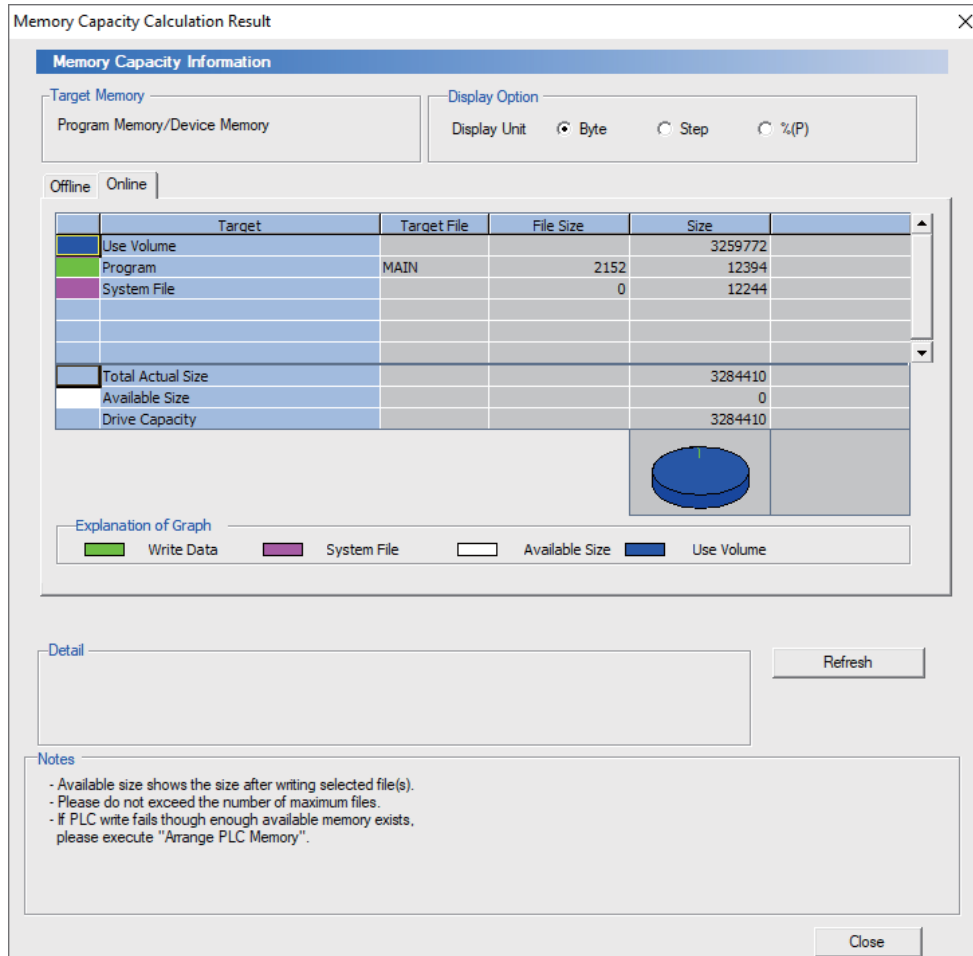 Memory Capacity Calculation Result
Memory Capacity Information
Target Memory
Program Memory/Device Memory
Display Option
Display Unit Byte Step %(P)
Offline Online
Target Target File File Size Size
Use Volume 3259772
Program MAIN 2152 12394
System File 0 12244
Total Actual Size 3284410
Available Size 0
Drive Capacity 3284410
Explanation of Graph
Write Data System File Available Size Use Volume
Detail
Refresh
Notes
- Available size shows the size after writing selected file(s).
- Please do not exceed the number of maximum files.
- If PLC write fails though enough available memory exists,
please execute "Arrange PLC Memory".
Close